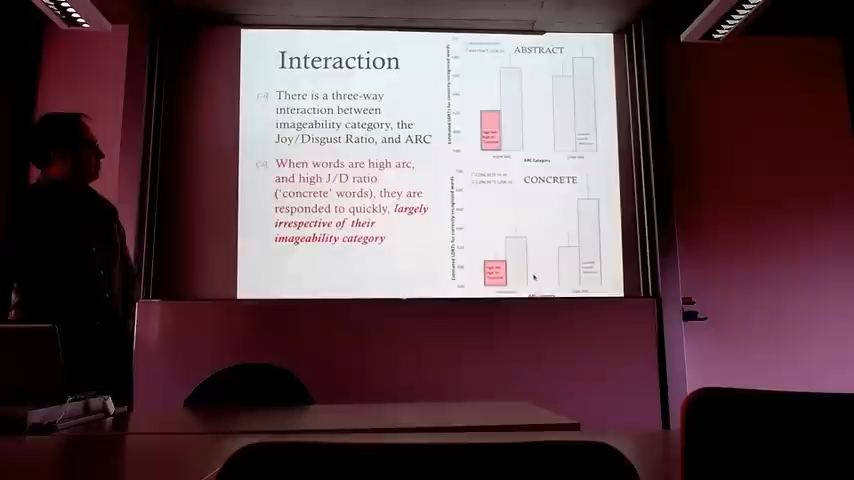 Interaction
There is a three-way
interaction between
imageability category, the
Joy/Disgust Ratio, and ARC
When words are high arc,
and high J/D ratio
('concrete' words), they are
responded to quickly, largely
irrespective of their
imageability category
ABSTRACT
ARC Category
CONCRETE